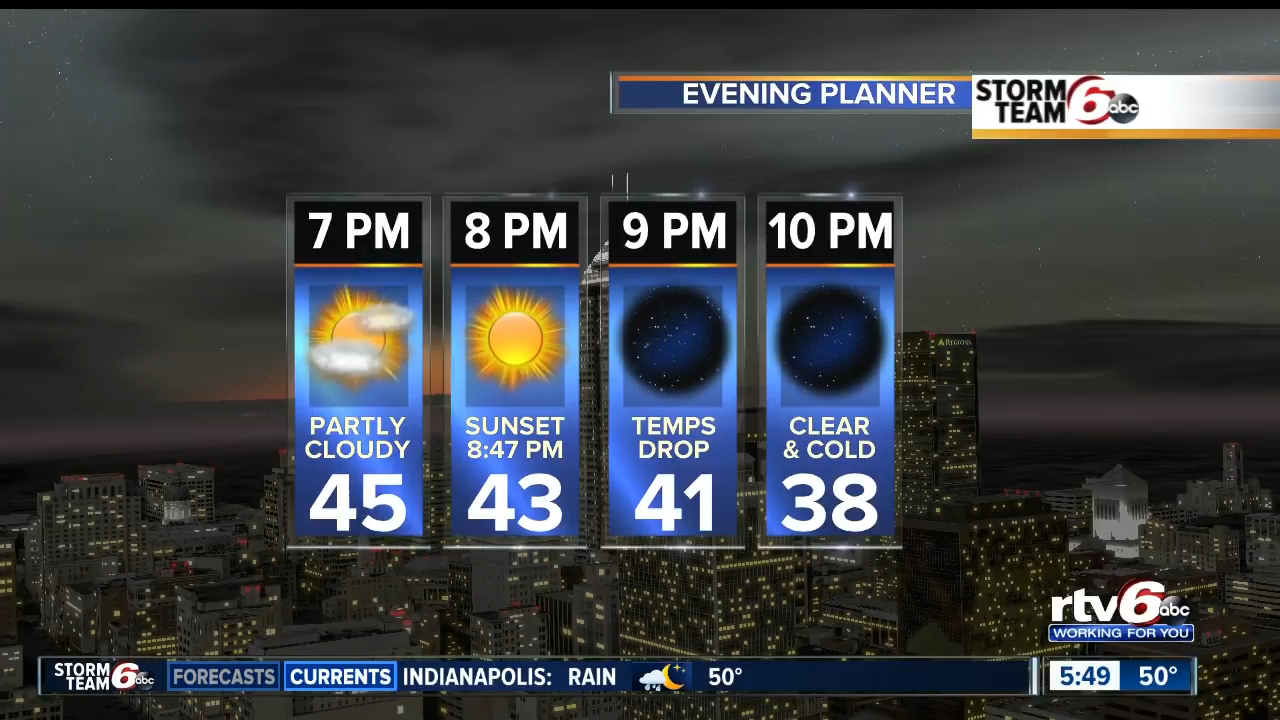 EVENING PLANNER
STORM TEAM 6 abc
7 PM
8 PM
9 PM
10 PM
PARTLY CLOUDY
SUNSET 8:47 PM
TEMPS DROP
CLEAR & COLD
45
43
41
38
REGIONS
rtv6 abc
WORKING FOR YOU
STORM TEAM 6 abc
FORECASTS
CURRENTS
INDIANAPOLIS: RAIN 50°
5:49 50°